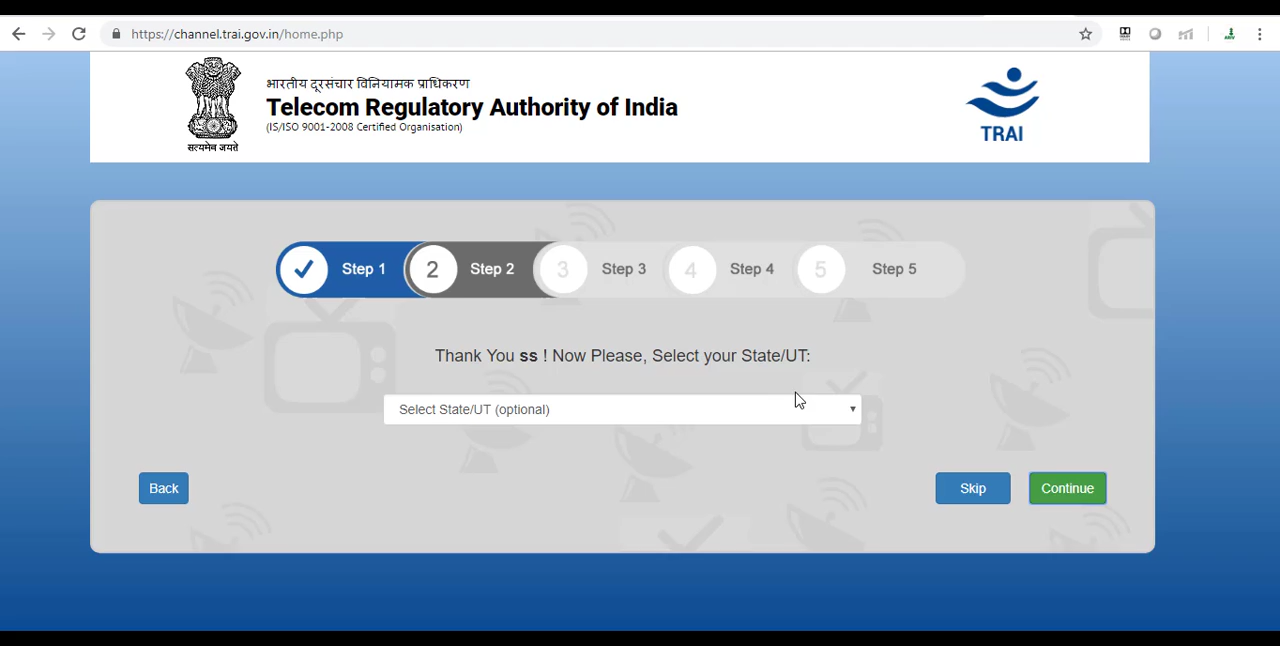 https://channel.trai.gov.in/home.php
भारतीय दूरसंचार विनियामक प्राधिकरण
Telecom Regulatory Authority of India
(IS/ISO 9001-2008 Certified Organisation)
सत्यमेव जयते
TRAI
Step 1
2 Step 2
3 Step 3
4 Step 4
5 Step 5
Thank You ss ! Now Please, Select your State/UT:
Select State/UT (optional)
Back
Skip
Continue